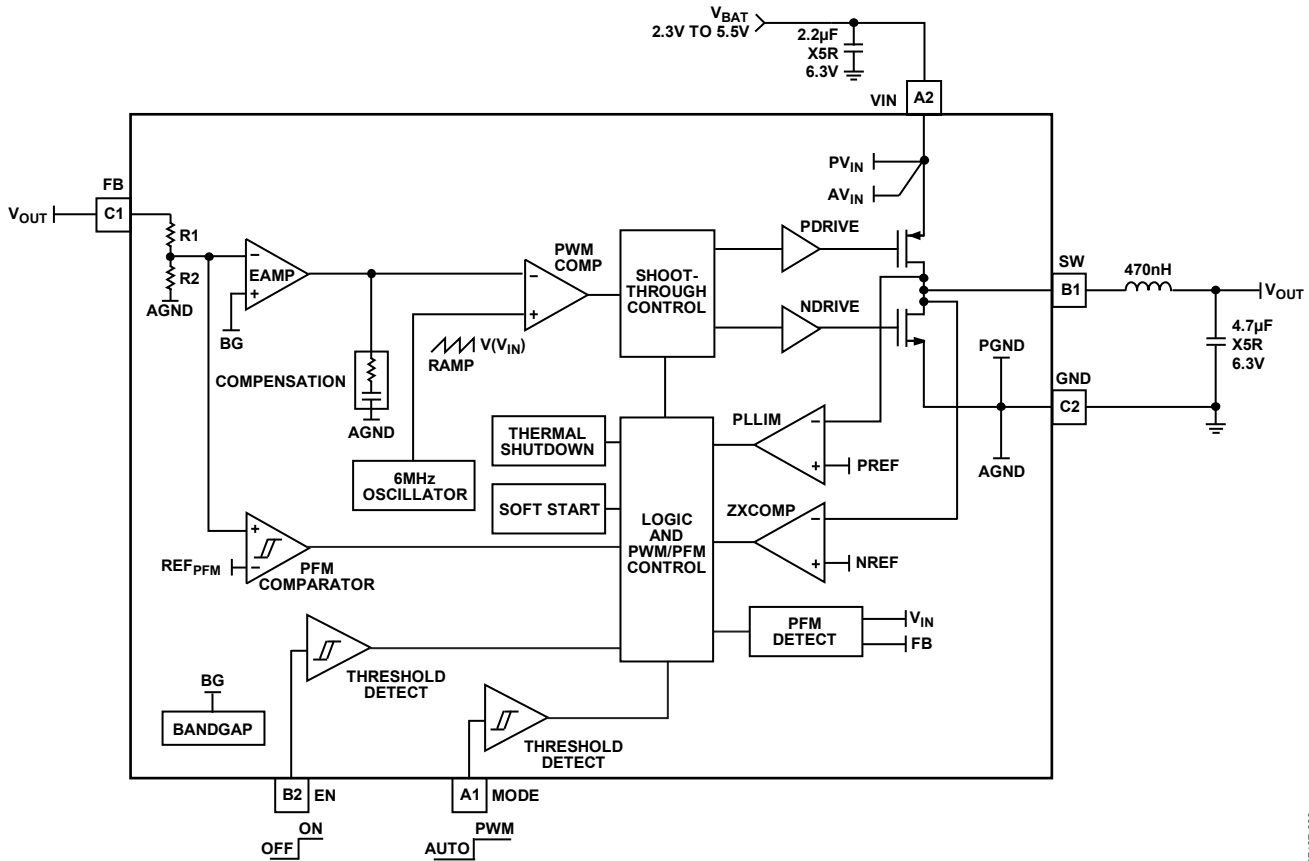 VBAT
2.3V TO 5.5V
2.2µF
X5R
6.3V
VIN
A2
PVIN
AVIN
FB
VOUT
C1
R1
R2
AGND
EAMP
BG
COMPENSATION
AGND
PWM
COMP
RAMP
V(VIN)
6MHz
OSCILLATOR
SHOOT-
THROUGH
CONTROL
PDRIVE
NDRIVE
SW
B1
470nH
VOUT
4.7µF
X5R
6.3V
PGND
GND
C2
AGND
THERMAL
SHUTDOWN
SOFT START
LOGIC
AND
PWM/PFM
CONTROL
PLLIM
PREF
ZXCOMP
NREF
REFPFM
PFM
COMPARATOR
PFM
DETECT
VIN
FB
THRESHOLD
DETECT
BG
BANDGAP
THRESHOLD
DETECT
B2
EN
A1
MODE
ON
OFF
PWM
AUTO